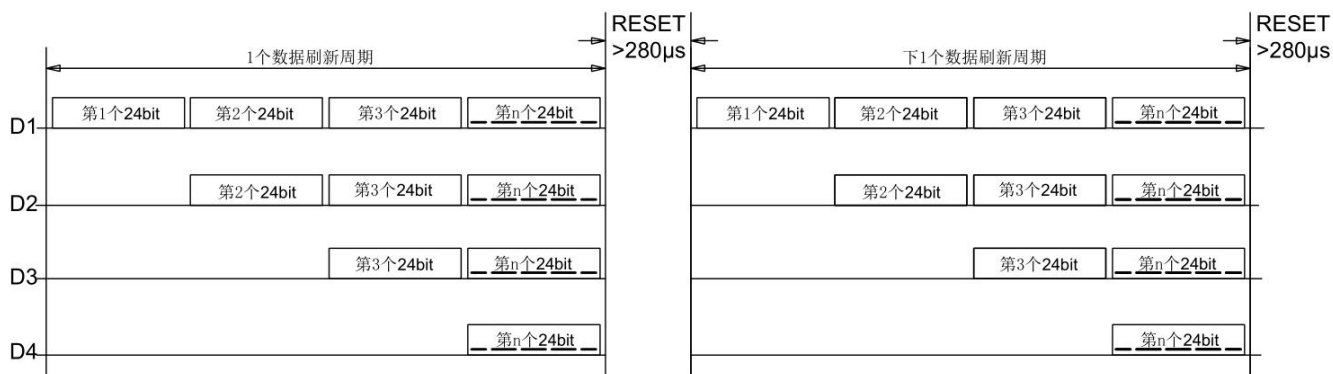 RESET
>280μs
1个数据刷新周期
RESET
>280μs
下1个数据刷新周期
D1 第1个24bit 第2个24bit 第3个24bit 第n个24bit 第1个24bit 第2个24bit 第3个24bit 第n个24bit
D2 第2个24bit 第3个24bit 第n个24bit 第2个24bit 第3个24bit 第n个24bit
D3 第3个24bit 第n个24bit 第3个24bit 第n个24bit
D4 第n个24bit 第n个24bit